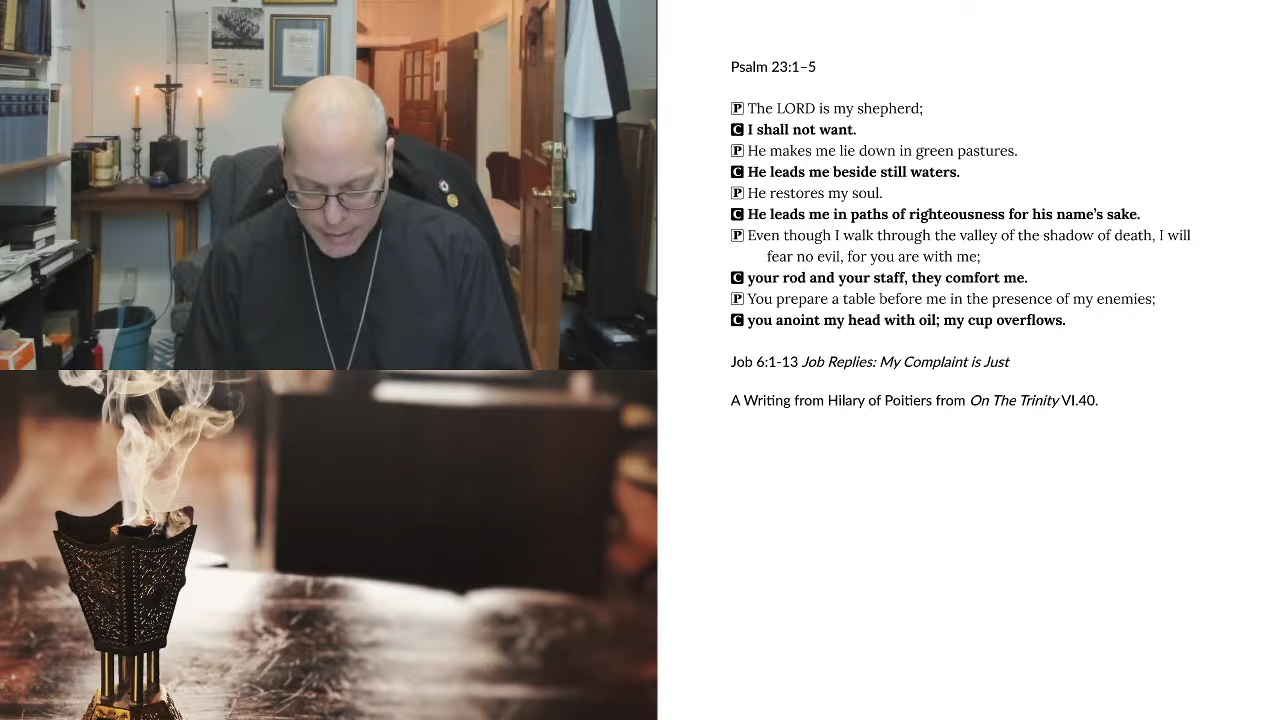 Psalm 23:1–5
P The LORD is my shepherd;
C I shall not want.
P He makes me lie down in green pastures.
C He leads me beside still waters.
P He restores my soul.
C He leads me in paths of righteousness for his name’s sake.
P Even though I walk through the valley of the shadow of death, I will
fear no evil, for you are with me;
C your rod and your staff, they comfort me.
P You prepare a table before me in the presence of my enemies;
C you anoint my head with oil; my cup overflows.
Job 6:1-13 Job Replies: My Complaint is Just
A Writing from Hilary of Poitiers from On The Trinity VI.40.